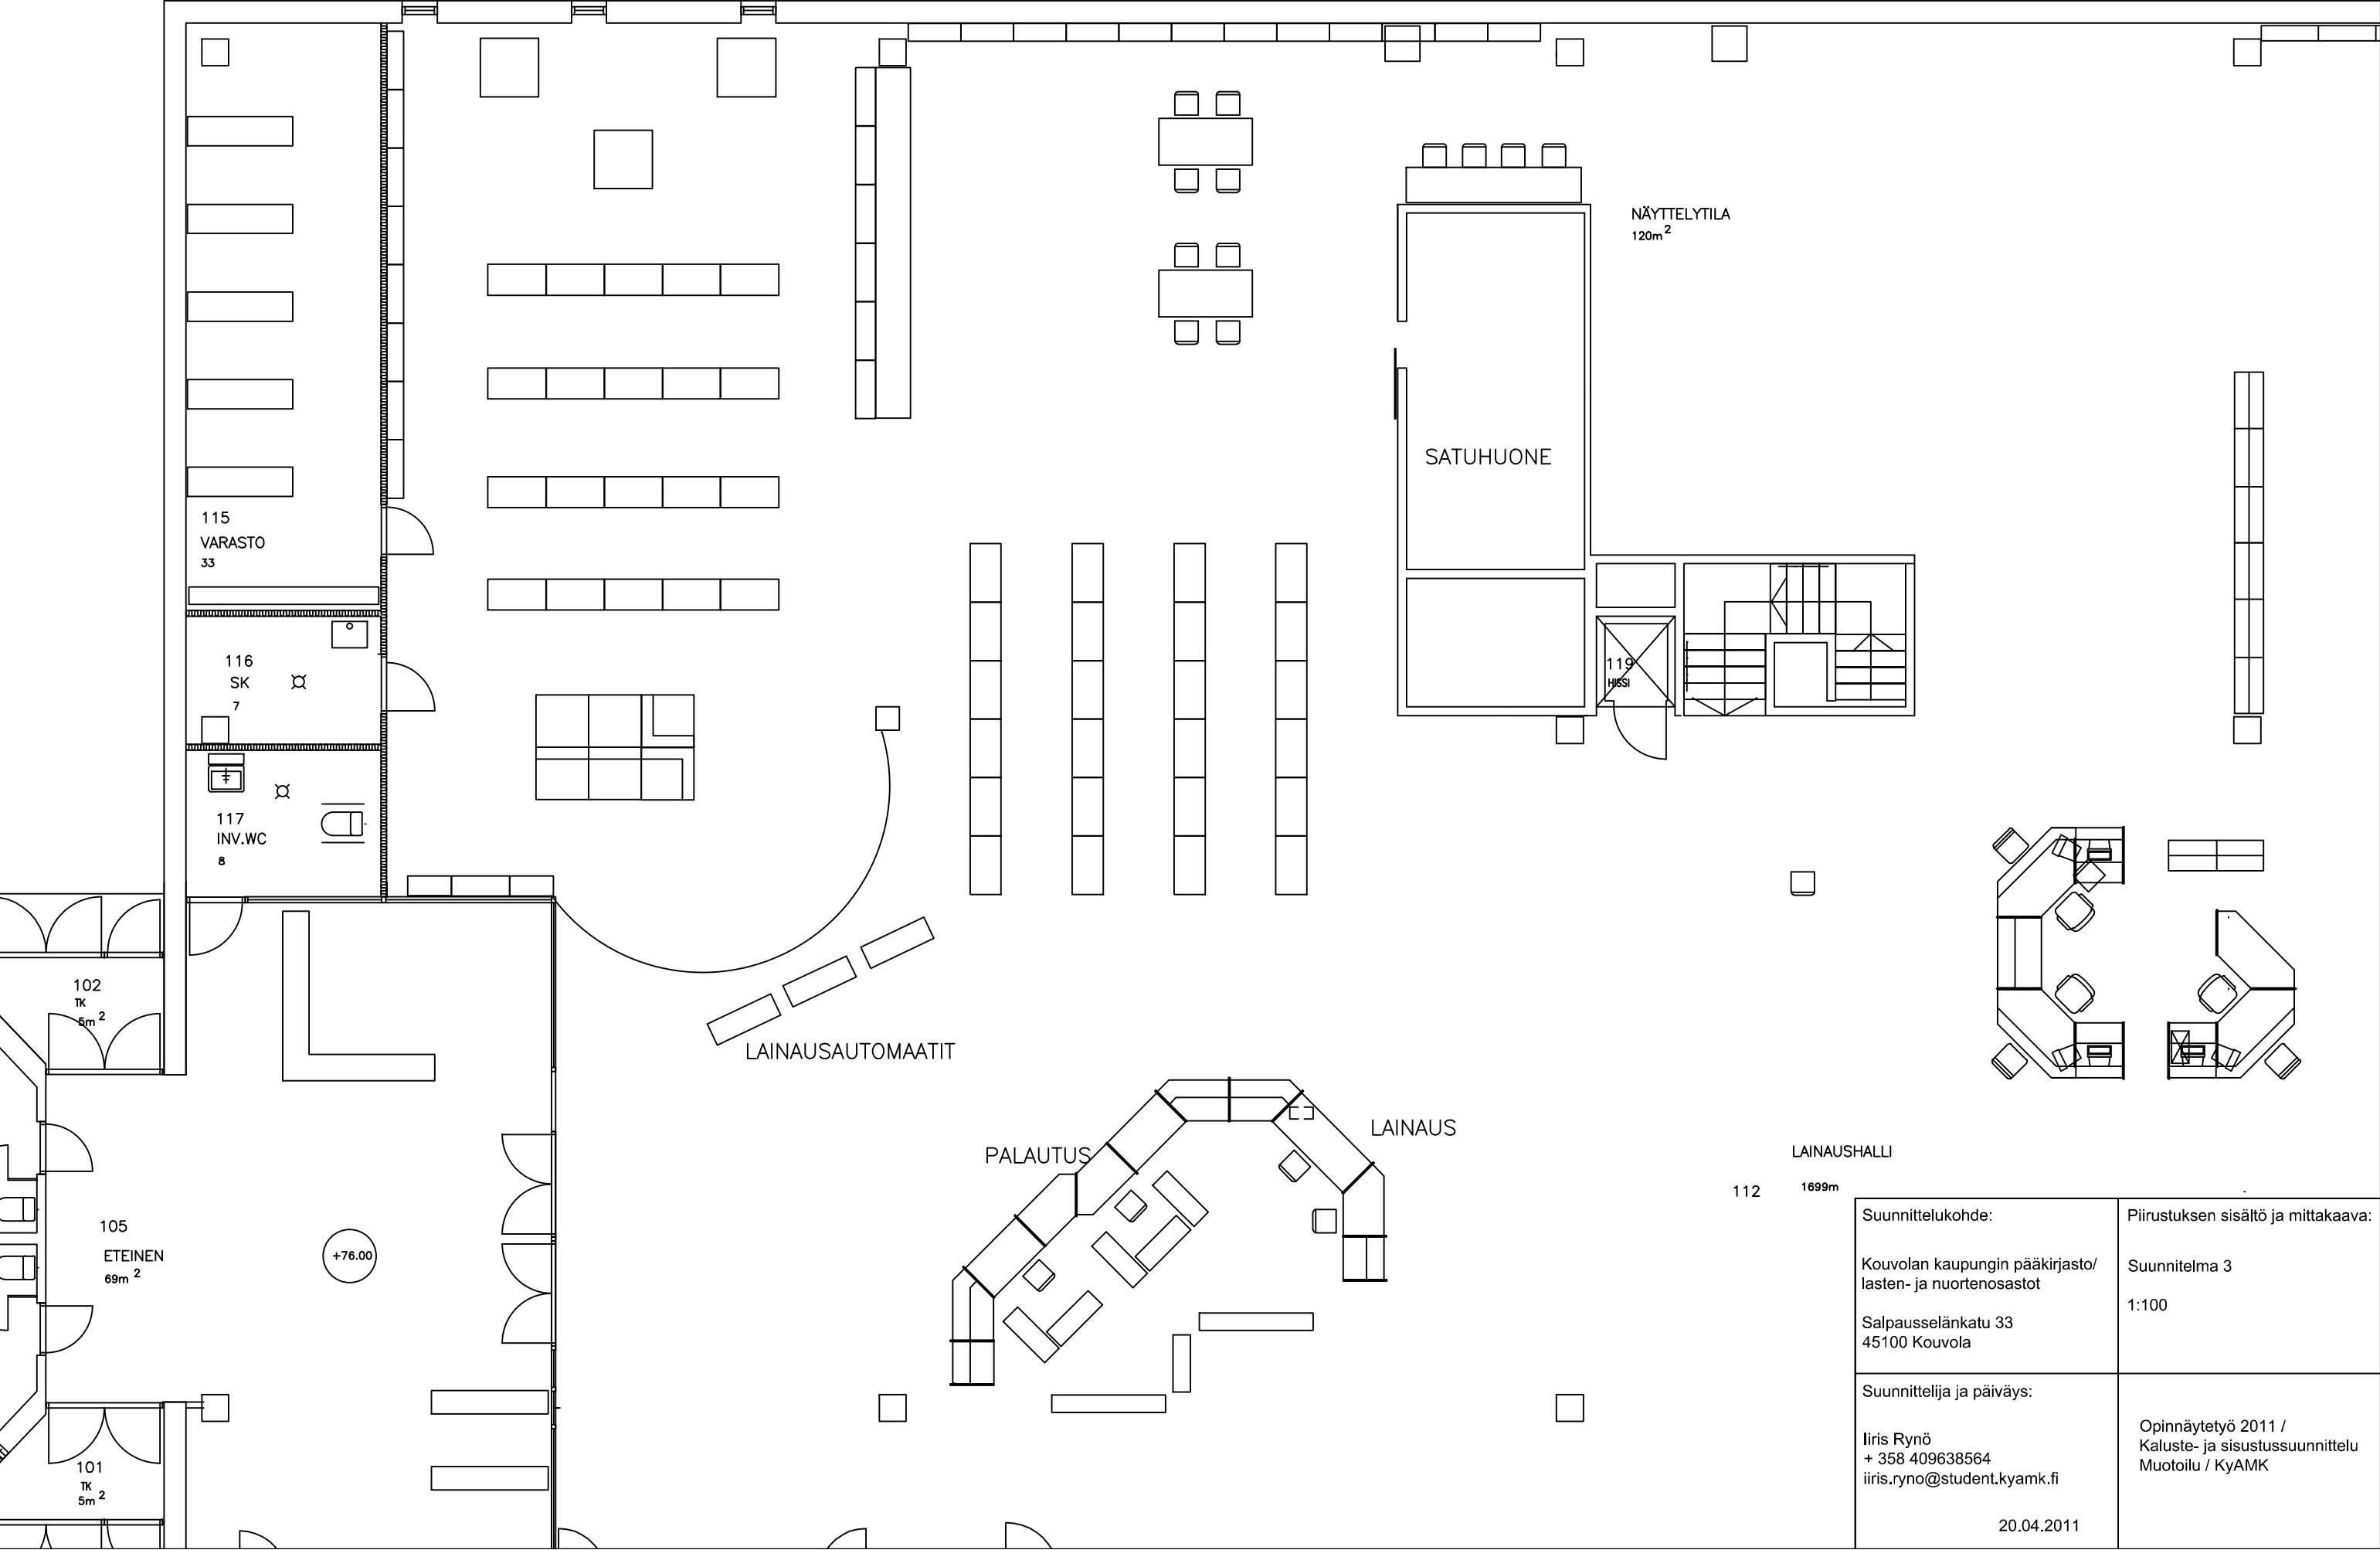 NÄYTTELYTILA
120m 2
SATUHUONE
115
VARASTO
33
116
SK
7
119
HISSI
117
INV.WC
8
102
TK
5m 2
LAINAUSAUTOMAATIT
PALAUTUS
LAINAUS
LAINAUSHALLI
112
1699m
105
ETEINEN
69m 2
+76.00
101
TK
5m 2
Suunnittelukohde:
Kouvolan kaupungin pääkirjasto/
lasten- ja nuortenosastot
Salpausselänkatu 33
45100 Kouvola
Piirustuksen sisältö ja mittakaava:
Suunnitelma 3
1:100
Suunnittelija ja päiväys:
Iiris Rynö
+ 358 409638564
iiris.ryno@student.kyamk.fi
20.04.2011
Opinnäytetyö 2011 /
Kaluste- ja sisustussuunnittelu
Muotoilu / KyAMK